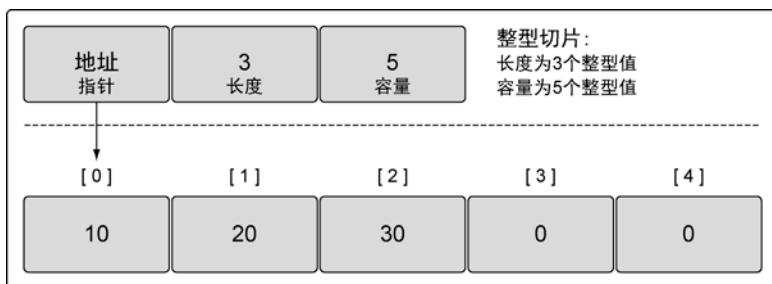 地址
指针
3
长度
5
容量
整型切片：
长度为3个整型值
容量为5个整型值
[0] [1] [2] [3] [4]
10 20 30 0 0